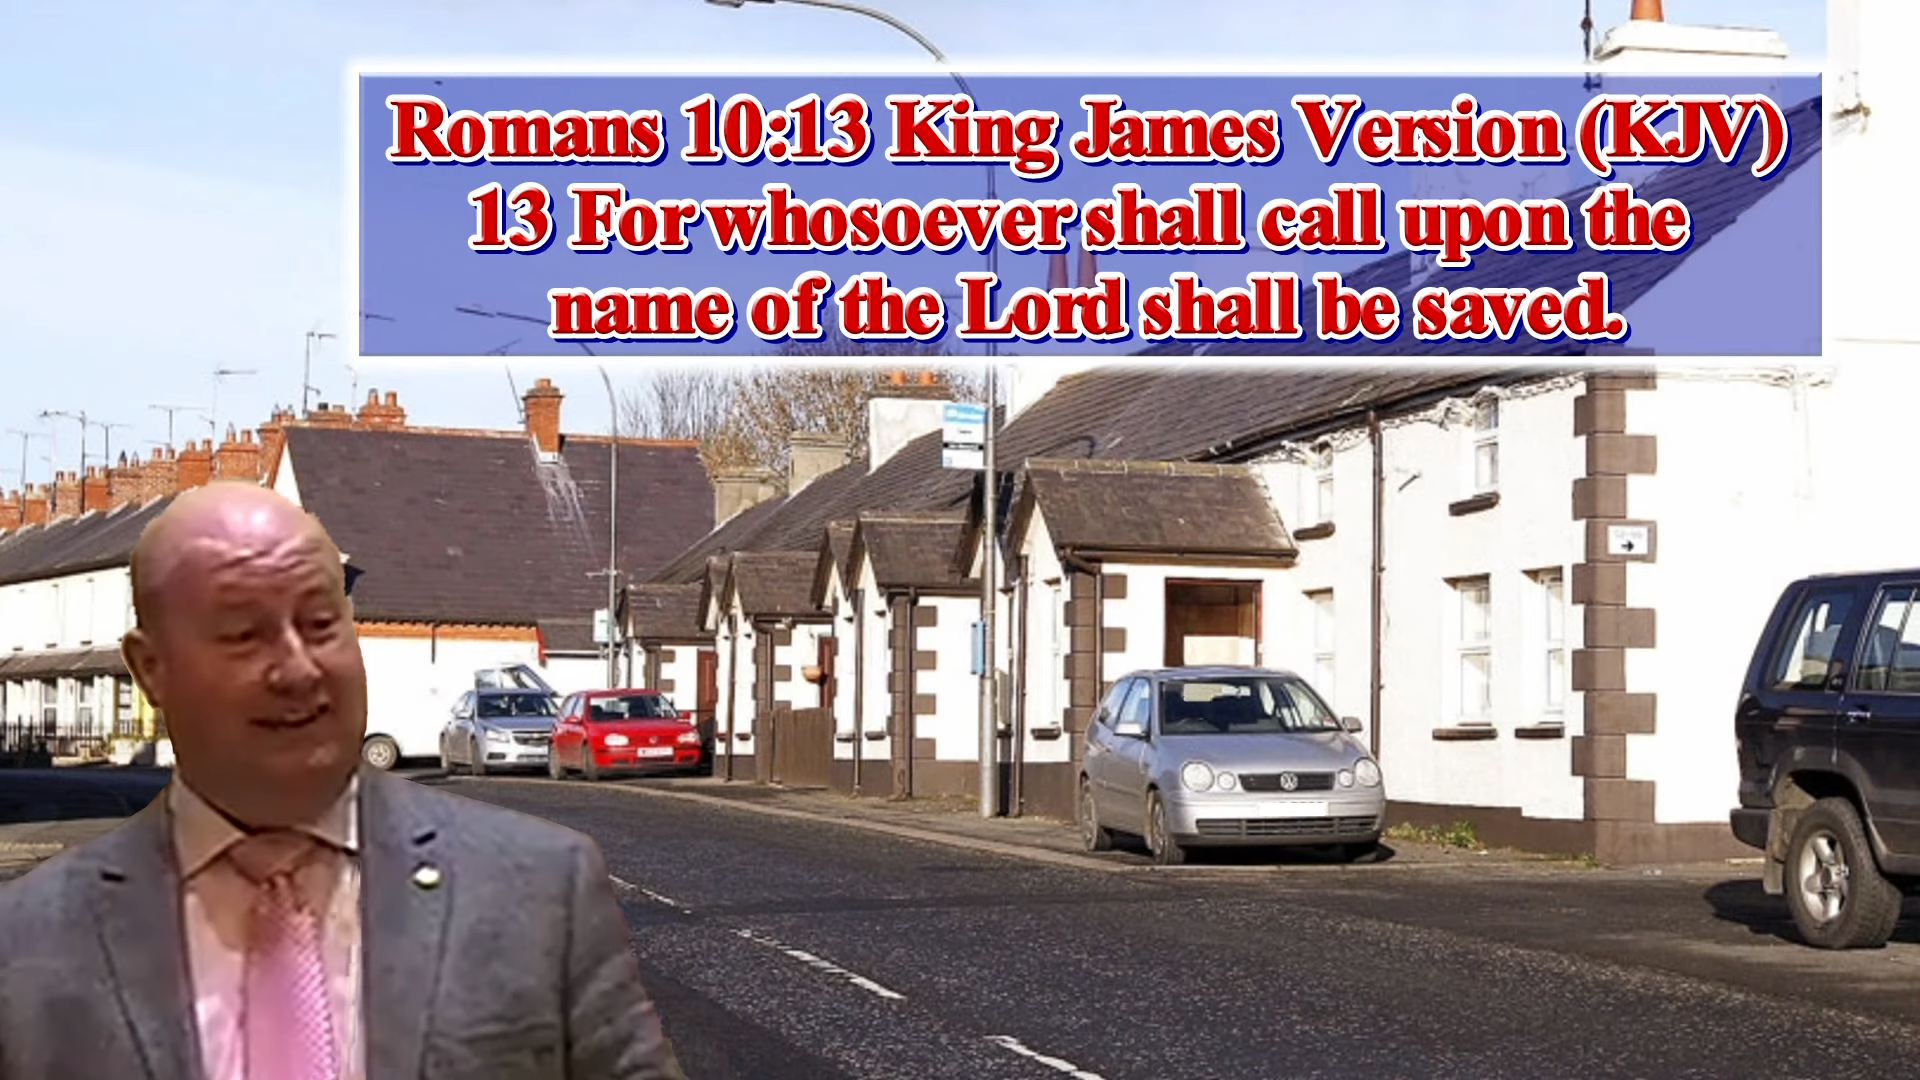 Romans 10:13 King James Version (KJV)
13 For whosoever shall call upon the
name of the Lord shall be saved.